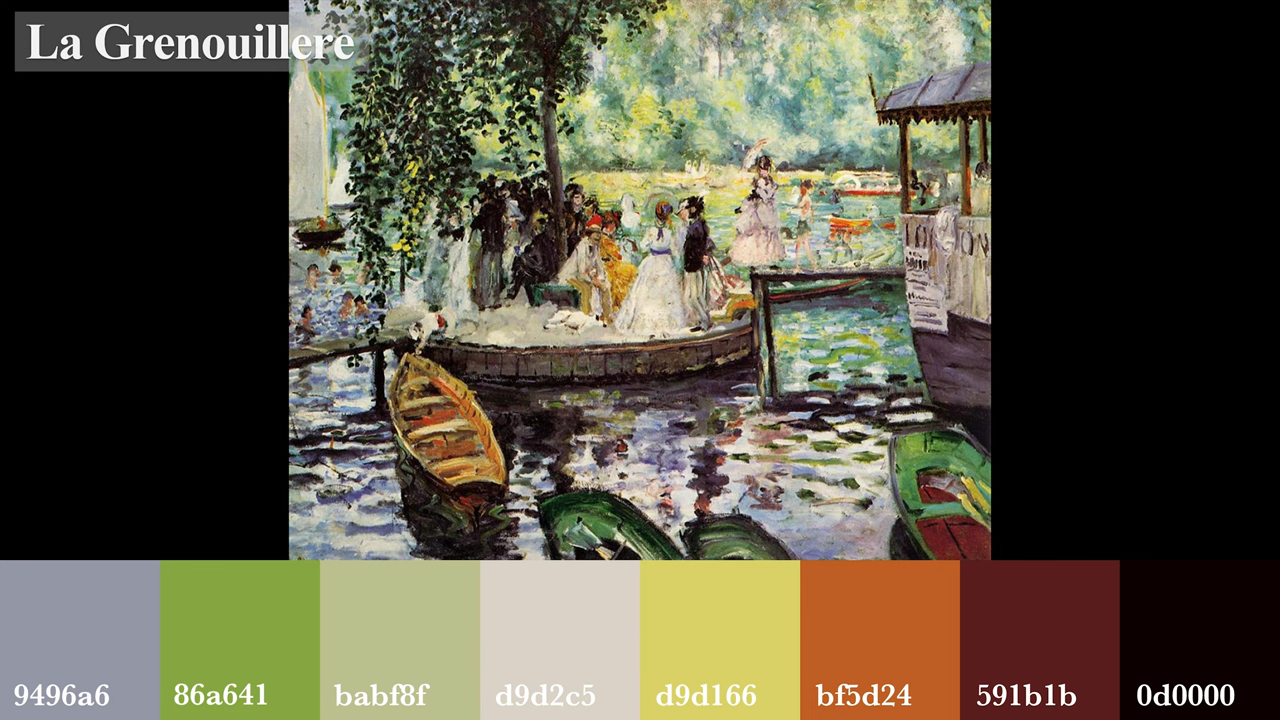 La Grenouillere
9496a6
86a641
babf8f
d9d2c5
d9d166
bf5d24
591b1b
0d0000